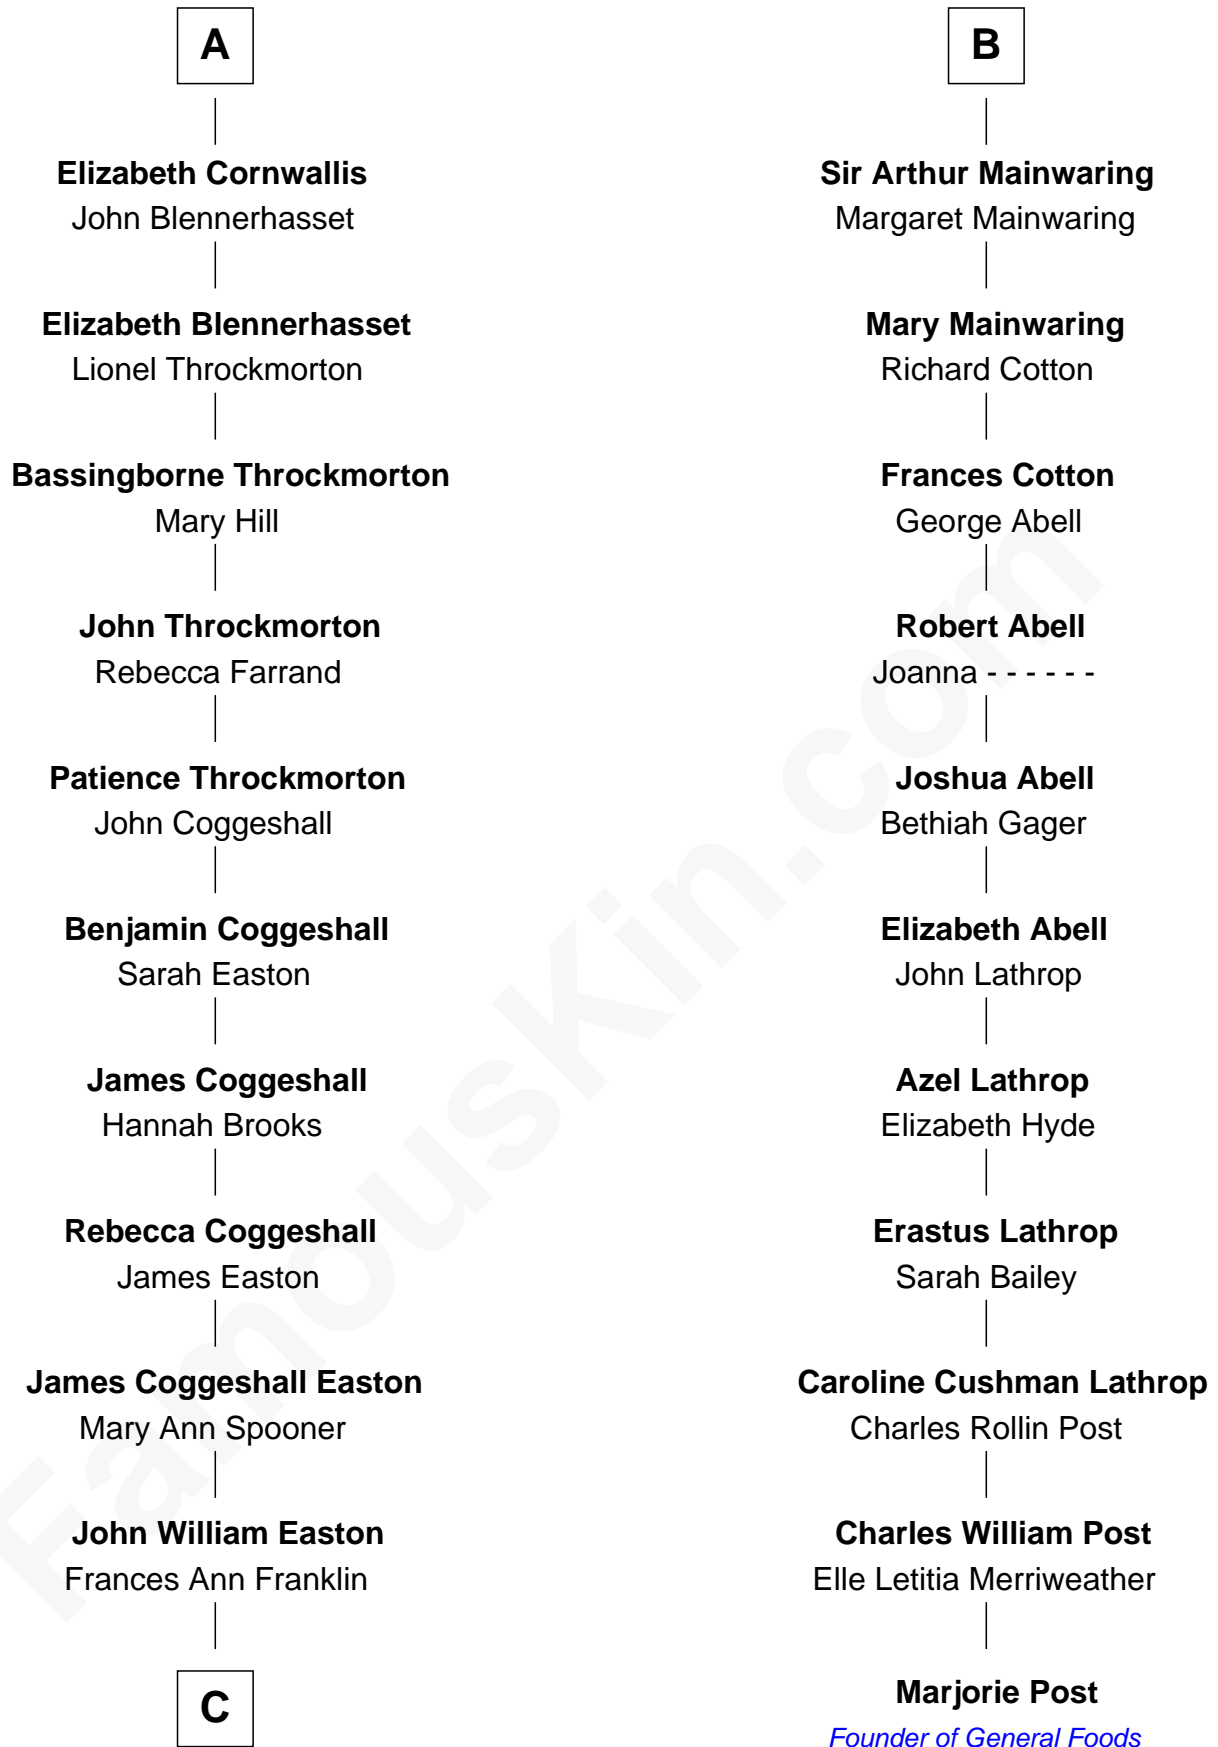 A
Elizabeth Cornwallis
John Blennerhasset
Elizabeth Blennerhasset
Lionel Throckmorton
Bassingborne Throckmorton
Mary Hill
John Throckmorton
Rebecca Farrand
Patience Throckmorton
John Coggeshall
Benjamin Coggeshall
Sarah Easton
James Coggeshall
Hannah Brooks
Rebecca Coggeshall
James Easton
James Coggeshall Easton
Mary Ann Spooner
John William Easton
Frances Ann Franklin
C
B
Sir Arthur Mainwaring
Margaret Mainwaring
Mary Mainwaring
Richard Cotton
Frances Cotton
George Abell
Robert Abell
Joanna - - - - - -
Joshua Abell
Bethiah Gager
Elizabeth Abell
John Lathrop
Azel Lathrop
Elizabeth Hyde
Erastus Lathrop
Sarah Bailey
Caroline Cushman Lathrop
Charles Rollin Post
Charles William Post
Elle Letitia Merriweather
Marjorie Post
Founder of General Foods
FamousKin.com